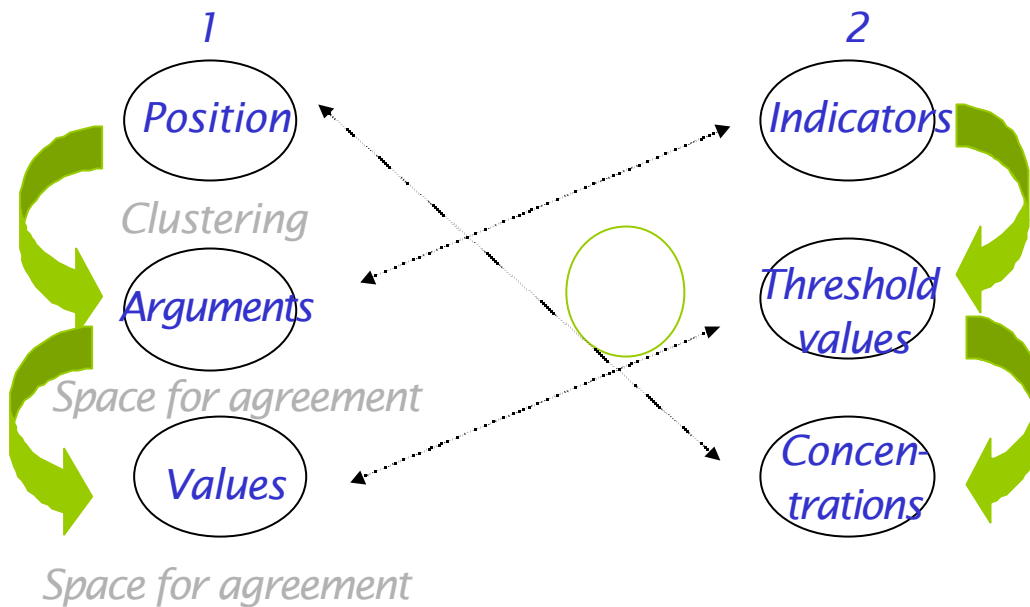 1
Position
Clustering
Arguments
Space for agreement
Values
Space for agreement
2
Indicators
Threshold
values
Concen-
trations